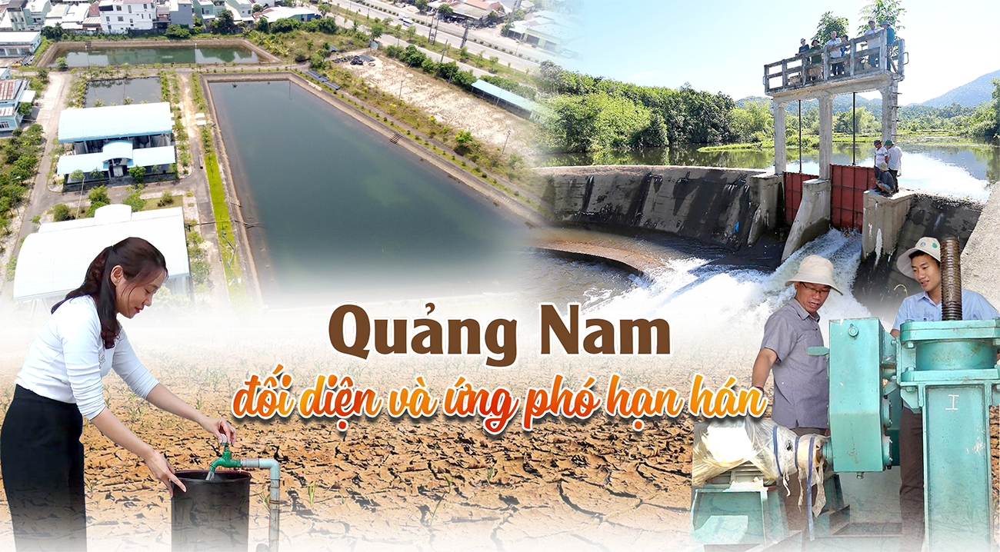 Quảng Nam
đối diện và ứng phó hạn hán
I